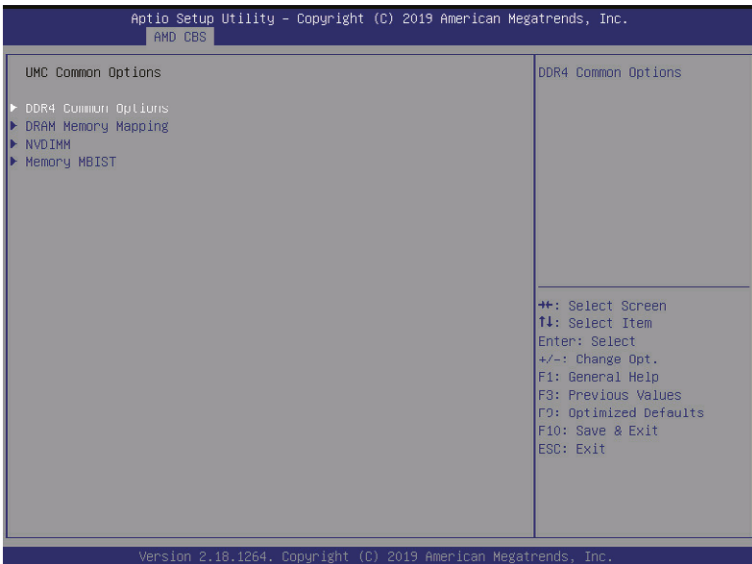 Aptio Setup Utility – Copyright (C) 2019 American Megatrends, Inc.
AMD CBS
UMC Common Options
DDR4 Common Options
DRAM Memory Mapping
NVDIMM
Memory MBIST
DDR4 Common Options
: Select Screen
↑↓: Select Item
Enter: Select
+/-: Change Opt.
F1: General Help
F3: Previous Values
F9: Optimized Defaults
F10: Save & Exit
ESC: Exit
Version 2.18.1264. Copyright (C) 2019 American Megatrends, Inc.